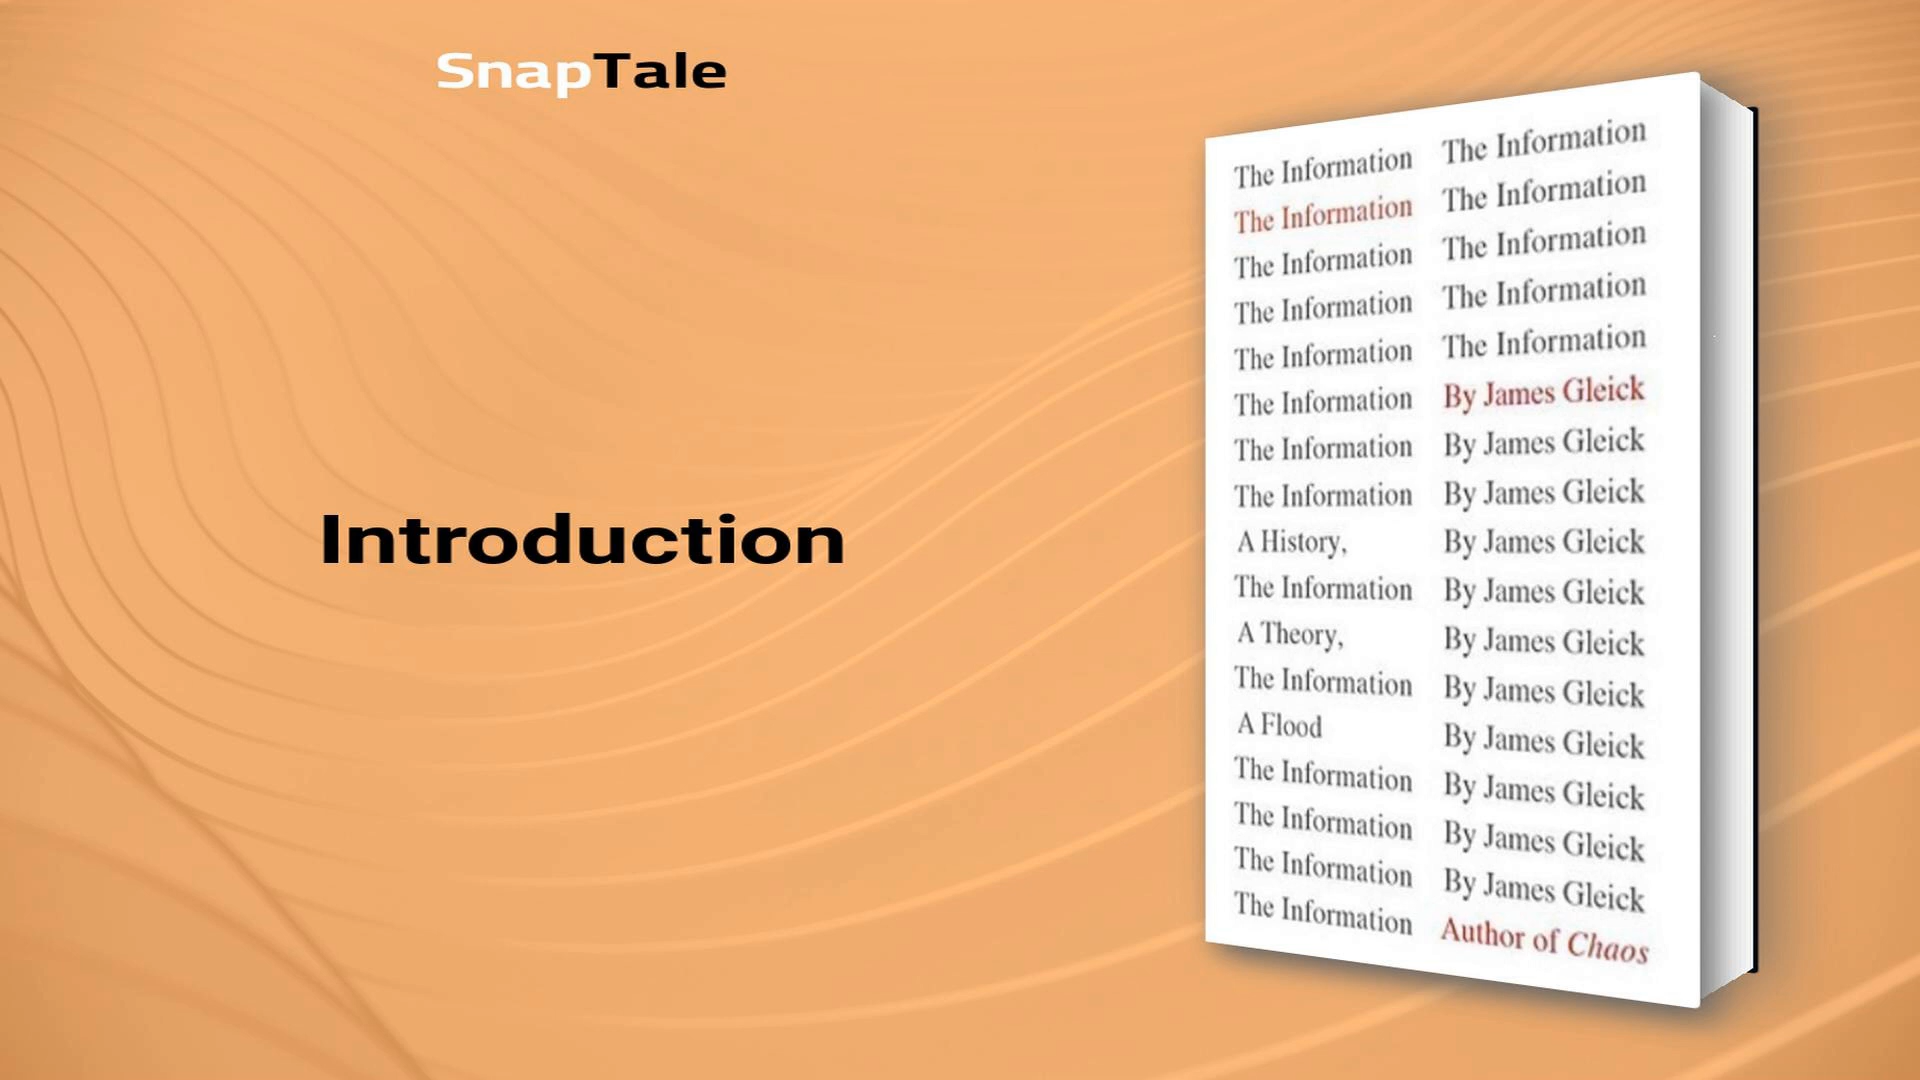 SnapTale
Introduction
The Information
The Information
The Information
The Information
The Information
The Information
The Information
The Information
A History,
The Information
A Theory,
The Information
A Flood
The Information
The Information
The Information
The Information
The Information
The Information
The Information
The Information
The Information
By James Gleick
By James Gleick
By James Gleick
By James Gleick
By James Gleick
By James Gleick
By James Gleick
By James Gleick
By James Gleick
By James Gleick
By James Gleick
Author of Chaos